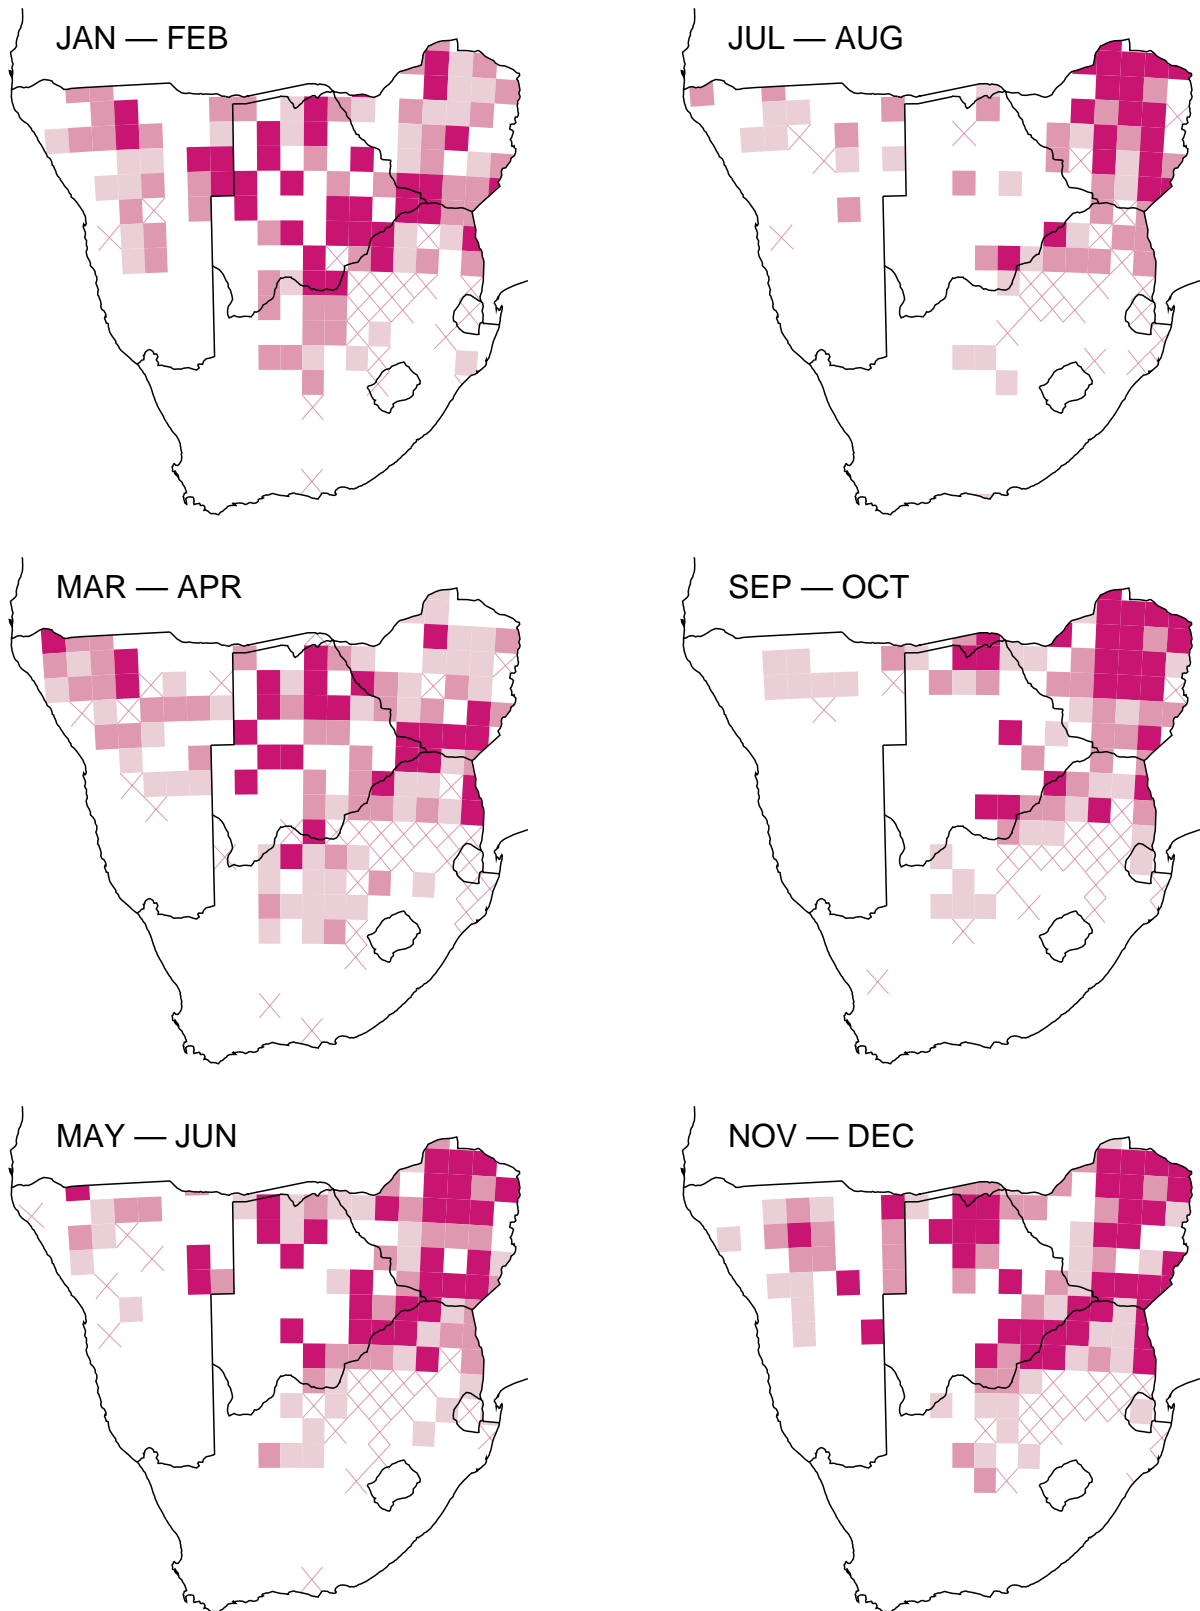 JAN — FEB
JUL — AUG
MAR — APR
SEP — OCT
MAY — JUN
NOV — DEC